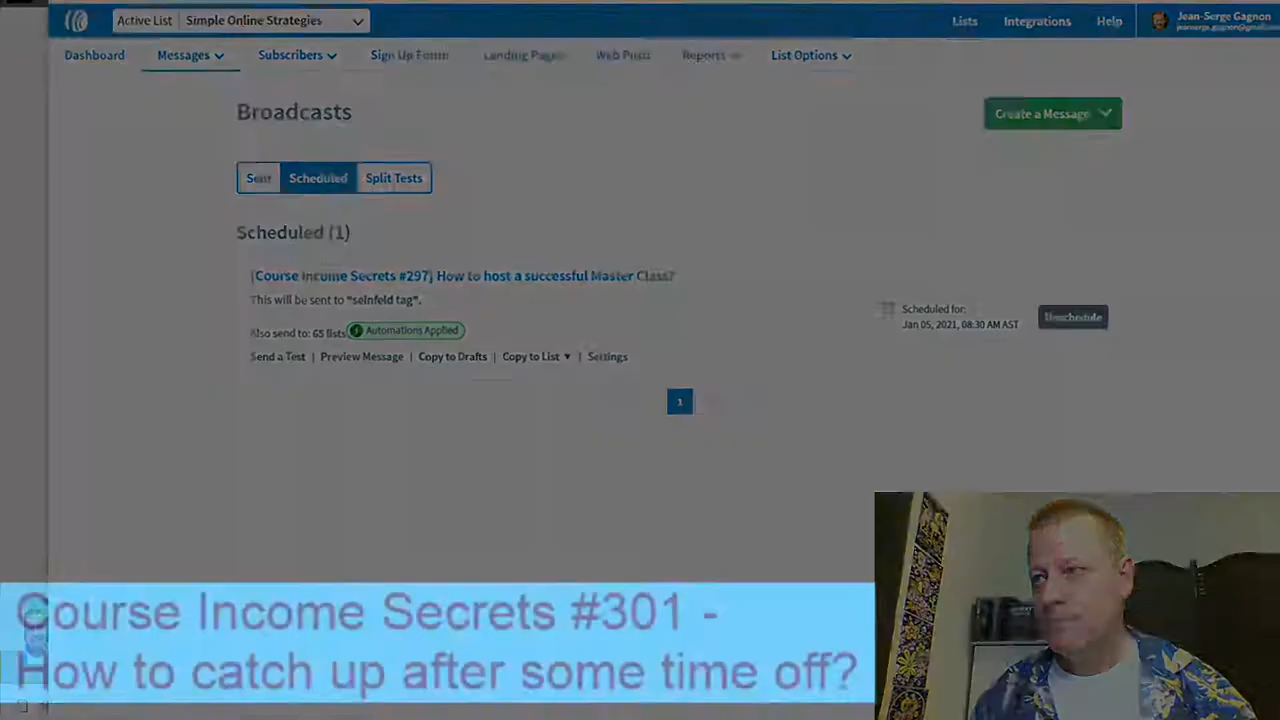 Active List Simple Online Strategies Lists Integrations Help Jean-Serge Gagnon
Dashboard Messages Subscribers Sign Up Form Landing Pages Web Push Reports List Options
Broadcasts Create a Message
Sent Scheduled Split Tests
Scheduled (1)
[Course Income Secrets #297] How to host a successful Master Class?
This will be sent to "seinfeld tag".
Scheduled for:
Jan 05, 2021, 08:30 AM AST
Unschedule
Also send to: 65 lists Automations Applied
Send a Test | Preview Message | Copy to Drafts | Copy to List ▼ | Settings
1
Course Income Secrets #301 -
How to catch up after some time off?